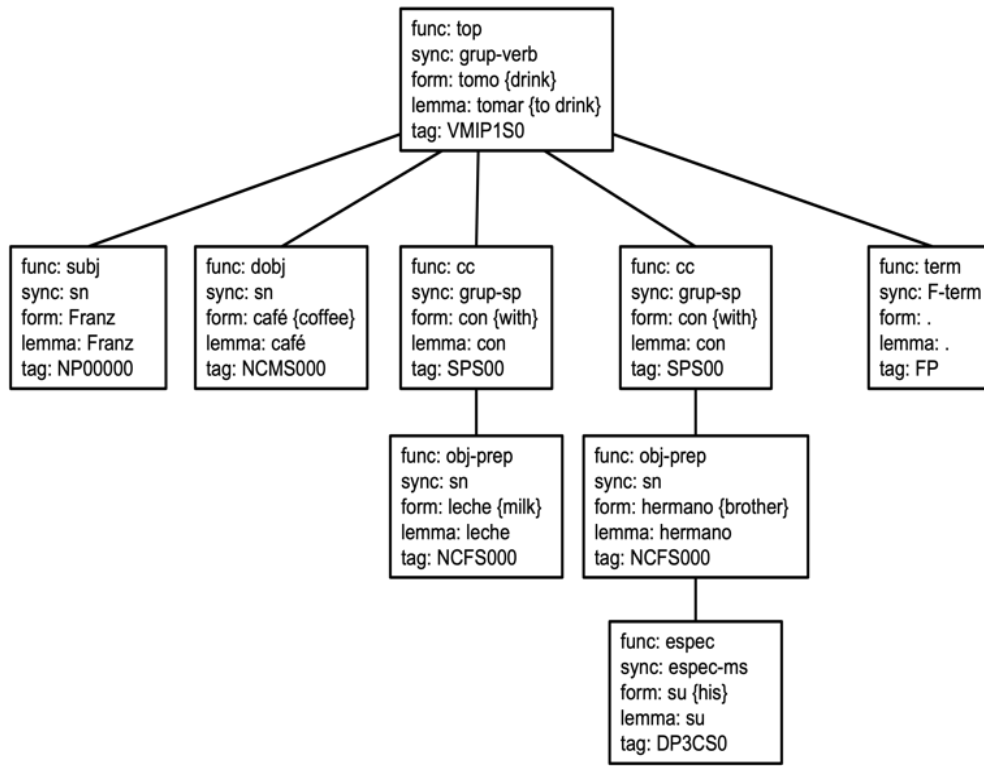 func: top
sync: grup-verb
form: tomo {drink}
lemma: tomar {to drink}
tag: VMIP1S0
func: subj
sync: sn
form: Franz
lemma: Franz
tag: NP00000
func: dobj
sync: sn
form: café {coffee}
lemma: café
tag: NCMS000
func: cc
sync: grup-sp
form: con {with}
lemma: con
tag: SPS00
func: cc
sync: grup-sp
form: con {with}
lemma: con
tag: SPS00
func: term
sync: F-term
form: .
lemma: .
tag: FP
func: obj-prep
sync: sn
form: leche {milk}
lemma: leche
tag: NCFS000
func: obj-prep
sync: sn
form: hermano {brother}
lemma: hermano
tag: NCFS000
func: espec
sync: espec-ms
form: su {his}
lemma: su
tag: DP3CS0